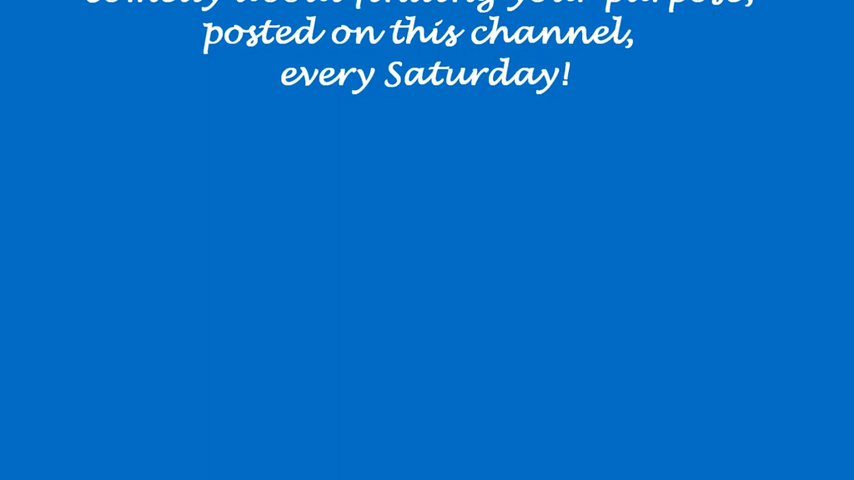 comedy about finding your purpose,
posted on this channel,
every Saturday!